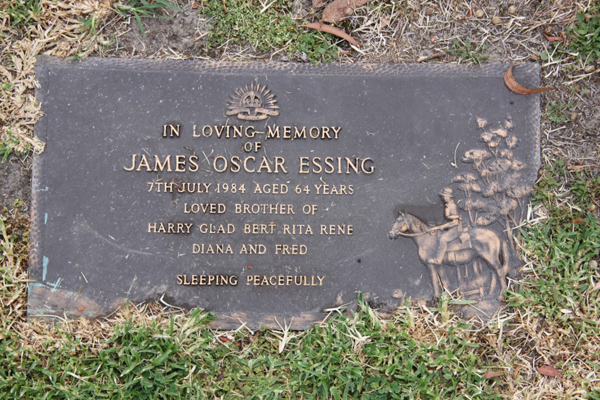 IN LOVING MEMORY
OF
JAMES OSCAR ESSING
7TH JULY 1984 AGED 64 YEARS
LOVED BROTHER OF
HARRY GLAD BERT RITA RENE
DIANA AND FRED
SLEEPING PEACEFULLY